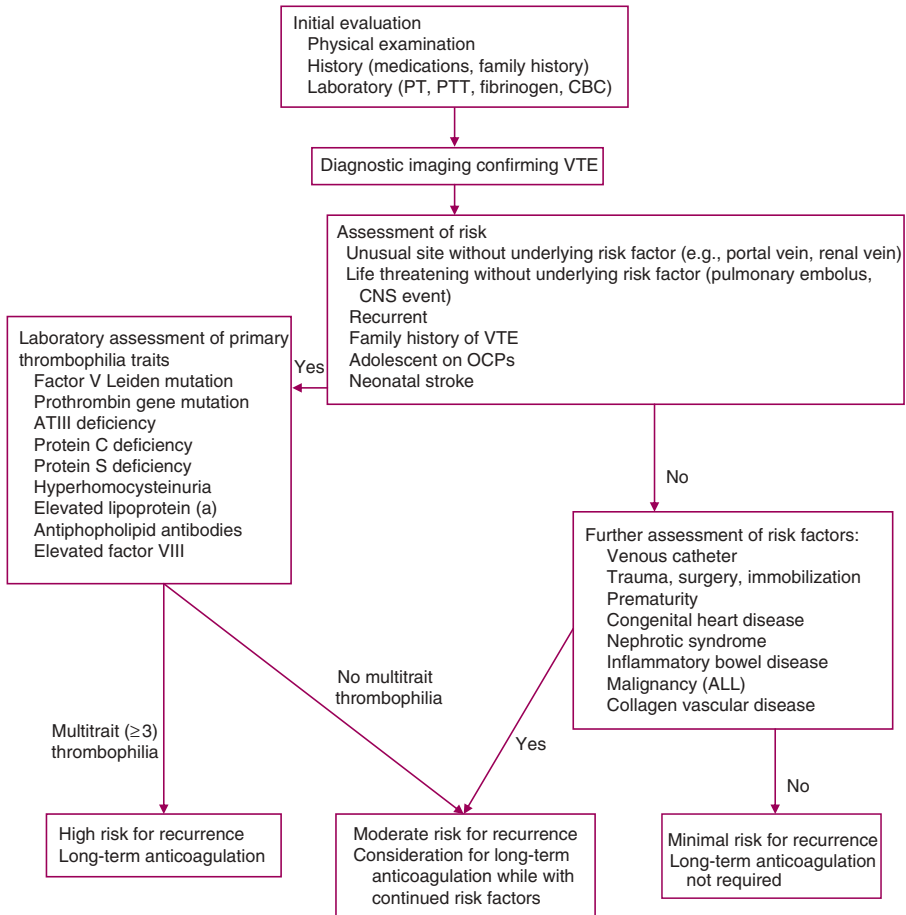 Initial evaluation
Physical examination
History (medications, family history)
Laboratory (PT, PTT, fibrinogen, CBC)
Diagnostic imaging confirming VTE
Assessment of risk
Unusual site without underlying risk factor (e.g., portal vein, renal vein)
Life threatening without underlying risk factor (pulmonary embolus,
CNS event)
Recurrent
Family history of VTE
Adolescent on OCPs
Neonatal stroke
Yes
Laboratory assessment of primary
thrombophilia traits
Factor V Leiden mutation
Prothrombin gene mutation
ATIII deficiency
Protein C deficiency
Protein S deficiency
Hyperhomocysteinuria
Elevated lipoprotein (a)
Antiphopholipid antibodies
Elevated factor VIII
No
Further assessment of risk factors:
Venous catheter
Trauma, surgery, immobilization
Prematurity
Congenital heart disease
Nephrotic syndrome
Inflammatory bowel disease
Malignancy (ALL)
Collagen vascular disease
Multitrait (≥3)
thrombophilia
No multitrait
thrombophilia
Yes
No
High risk for recurrence
Long-term anticoagulation
Moderate risk for recurrence
Consideration for long-term
anticoagulation while with
continued risk factors
Minimal risk for recurrence
Long-term anticoagulation
not required